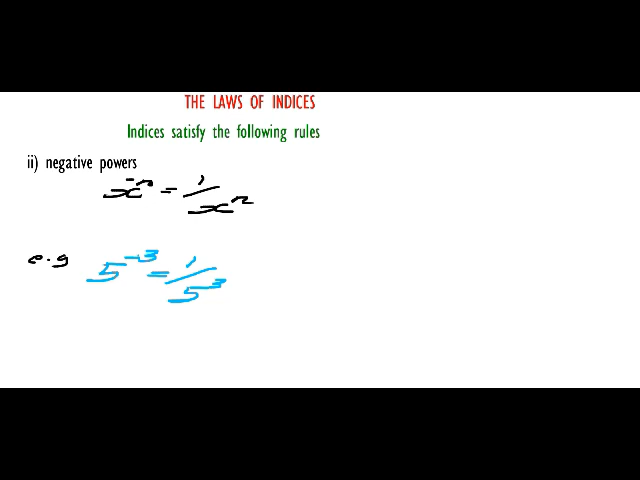 THE LAWS OF INDICES
Indices satisfy the following rules
ii) negative powers
x⁻ⁿ = 1/xⁿ
e.g 5⁻³ = 1/5³